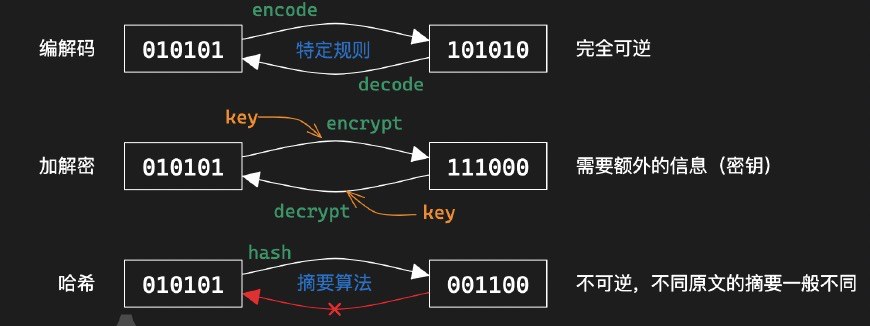 encode
编解码 010101 特定规则 101010 完全可逆
decode
key encrypt
加解密 010101 111000 需要额外的信息（密钥）
decrypt key
hash
哈希 010101 摘要算法 001100 不可逆，不同原文的摘要一般不同